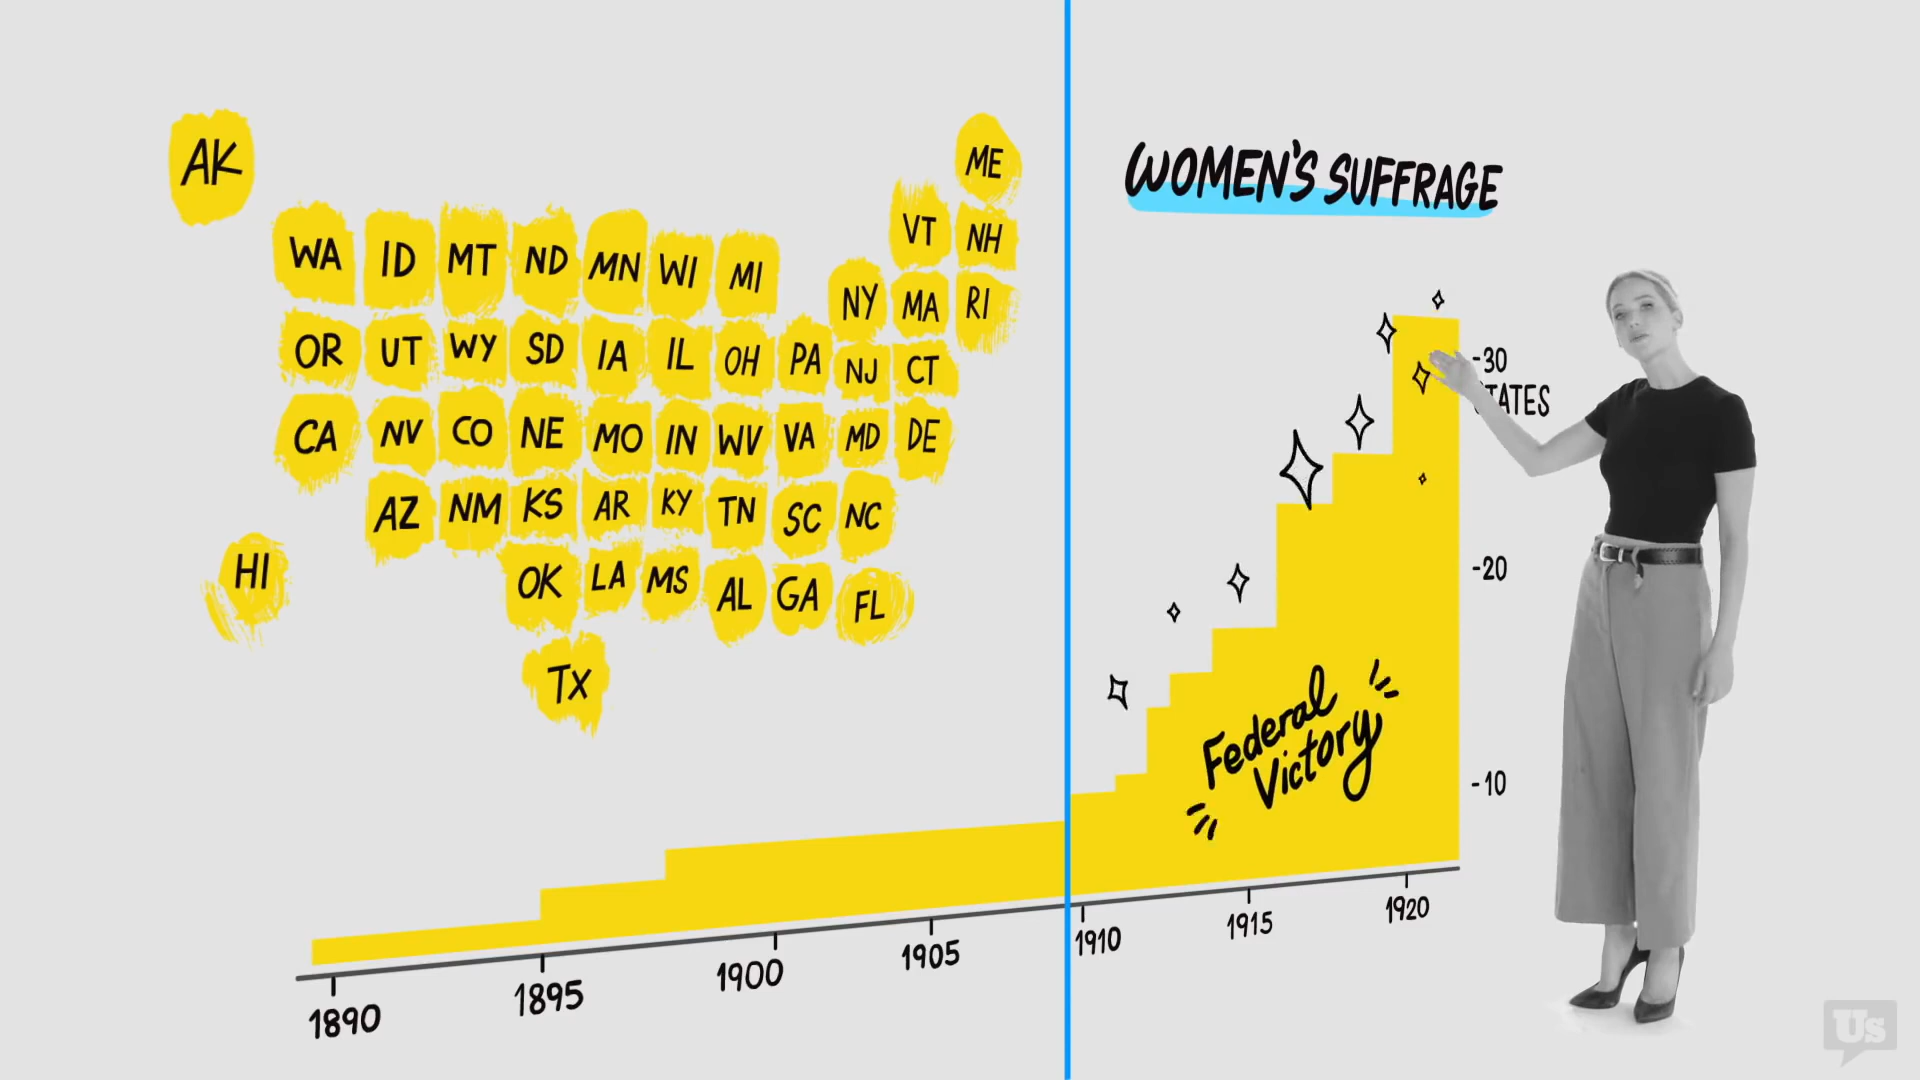 AK
ME
WOMEN'S SUFFRAGE
VT NH
WA ID MT ND MN WI MI
NY MA RI
OR UT WY SD IA IL OH PA NJ CT
-30
STATES
CA NV CO NE MO IN WV VA MD DE
AZ NM KS AR KY TN SC NC
HI
OK LA MS AL GA FL
-20
TX
Federal
Victory
-10
1890 1895 1900 1905 1910 1915 1920
Us